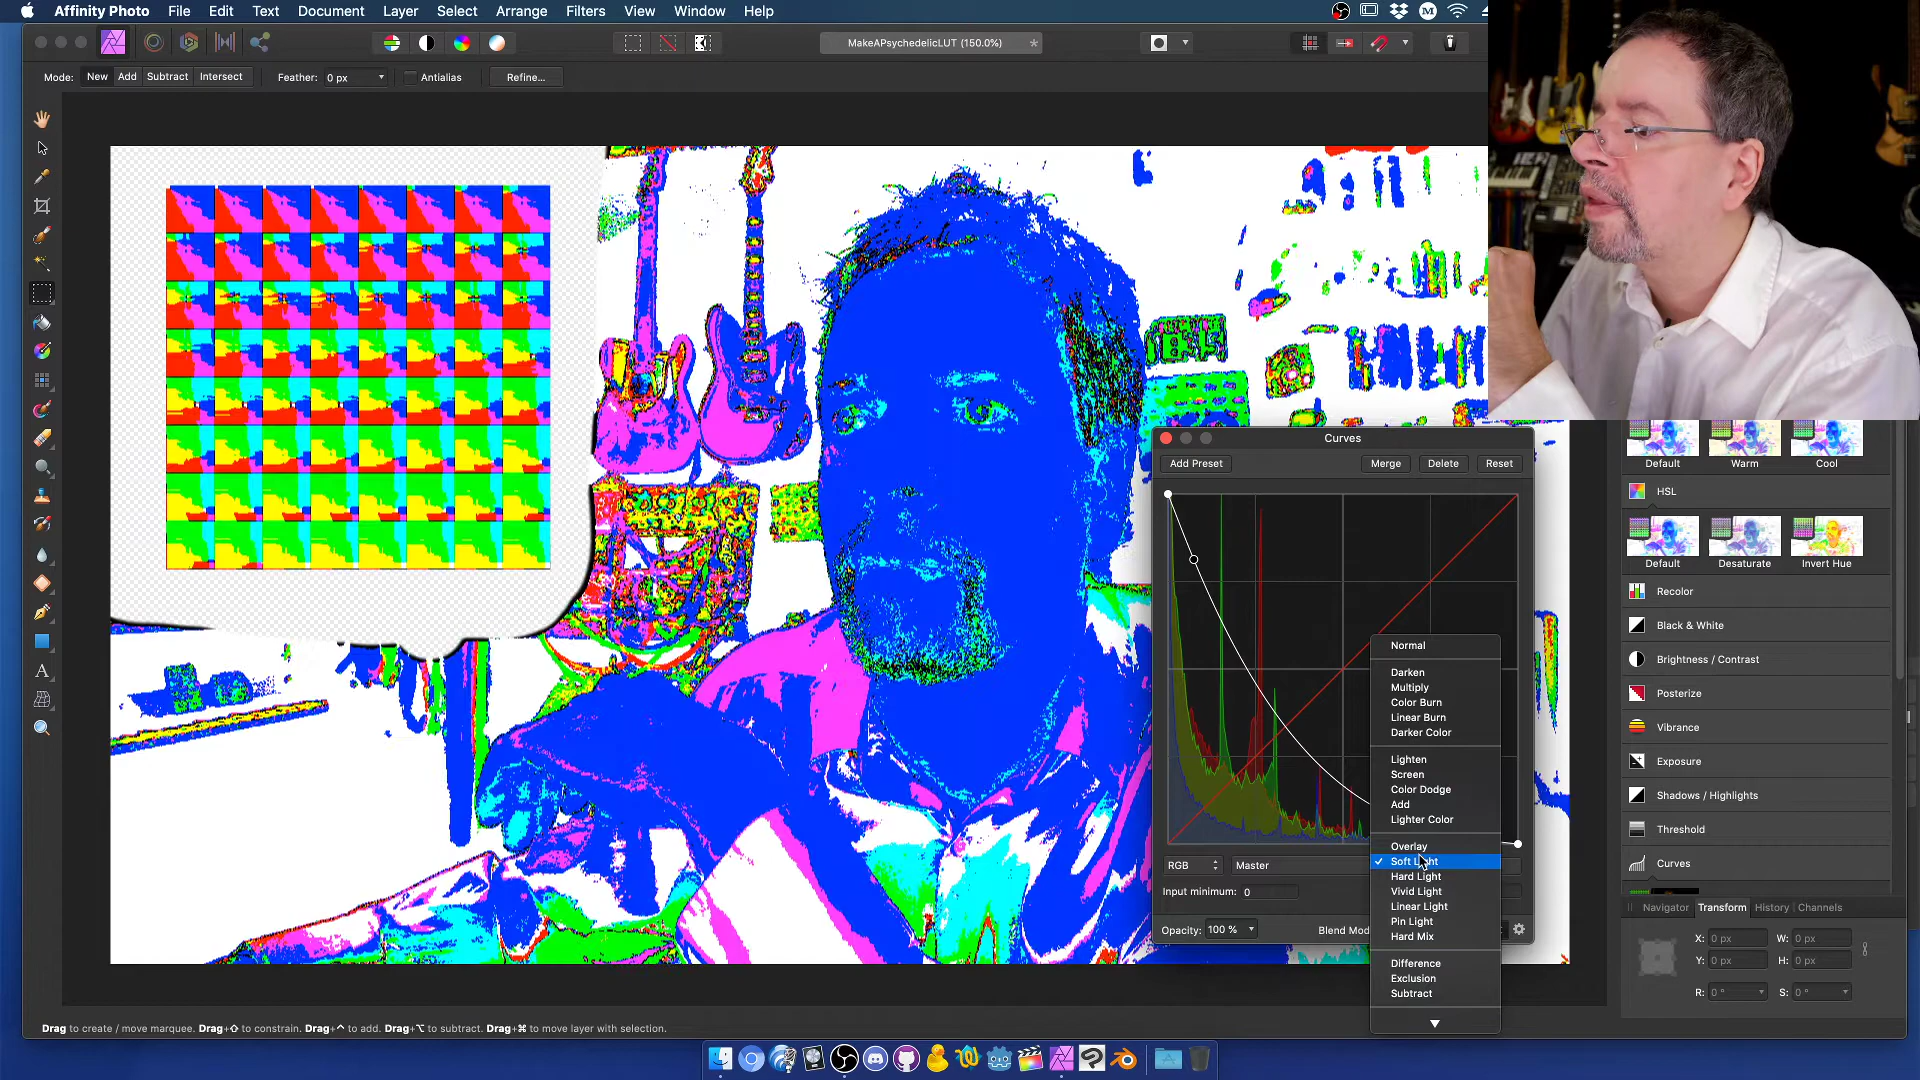 Affinity Photo File Edit Text Document Layer Select Arrange Filters View Window Help
MakeAPsychedelicLUT (150.0%)
Mode: New Add Subtract Intersect Feather: 0 px Antialias Refine...
Curves
Add Preset Merge Delete Reset
Default Warm Cool
HSL
Default Desaturate Invert Hue
Recolor
Black & White
Brightness / Contrast
Posterize
Vibrance
Exposure
Shadows / Highlights
Threshold
Curves
Normal
Darken
Multiply
Color Burn
Linear Burn
Darker Color
Lighten
Screen
Color Dodge
Add
Lighter Color
Overlay
Soft Light
Hard Light
Vivid Light
Linear Light
Pin Light
Hard Mix
Difference
Exclusion
Subtract
RGB Master
Input minimum: 0
Opacity: 100 % Blend Mod
Navigator Transform History Channels
X: 0 px W: 0 px
Y: 0 px H: 0 px
R: 0 ° S: 0 °
Drag to create / move marquee. Drag+⇧ to constrain. Drag+^ to add. Drag+⌥ to subtract. Drag+⌘ to move layer with selection.